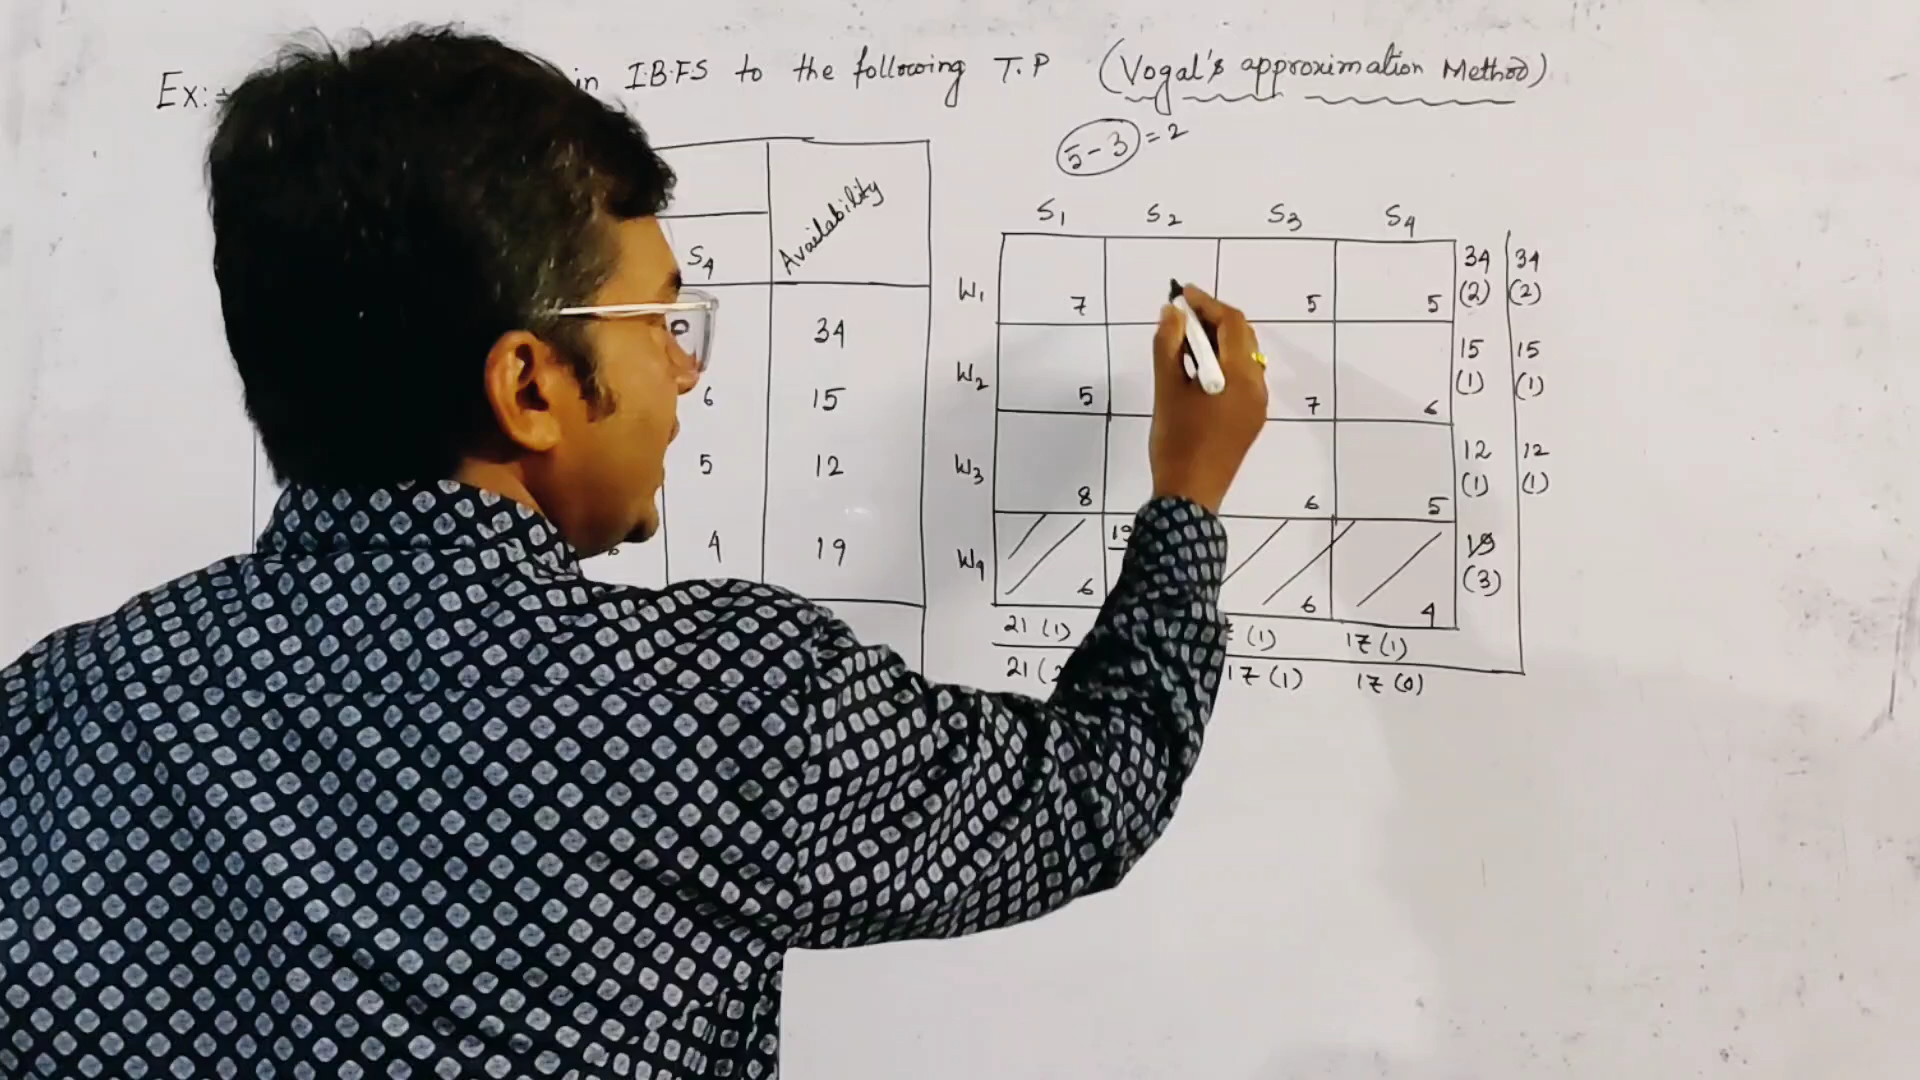 Ex:
in I.B.F.S to the following T.P (Vogal's approximation Method)
5-3 = 2
Availability
S4
34
6 15
5 12
4 19
S1 S2 S3 S4
W1 7 5 5 34 34
(2) (2)
W2 5 7 6 15 15
(1) (1)
W3 8 6 5 12 12
(1) (1)
W4 6 19 6 4 19
(3)
21 (1) (1) 17 (1)
21 ( 17 (1) 17 (0)